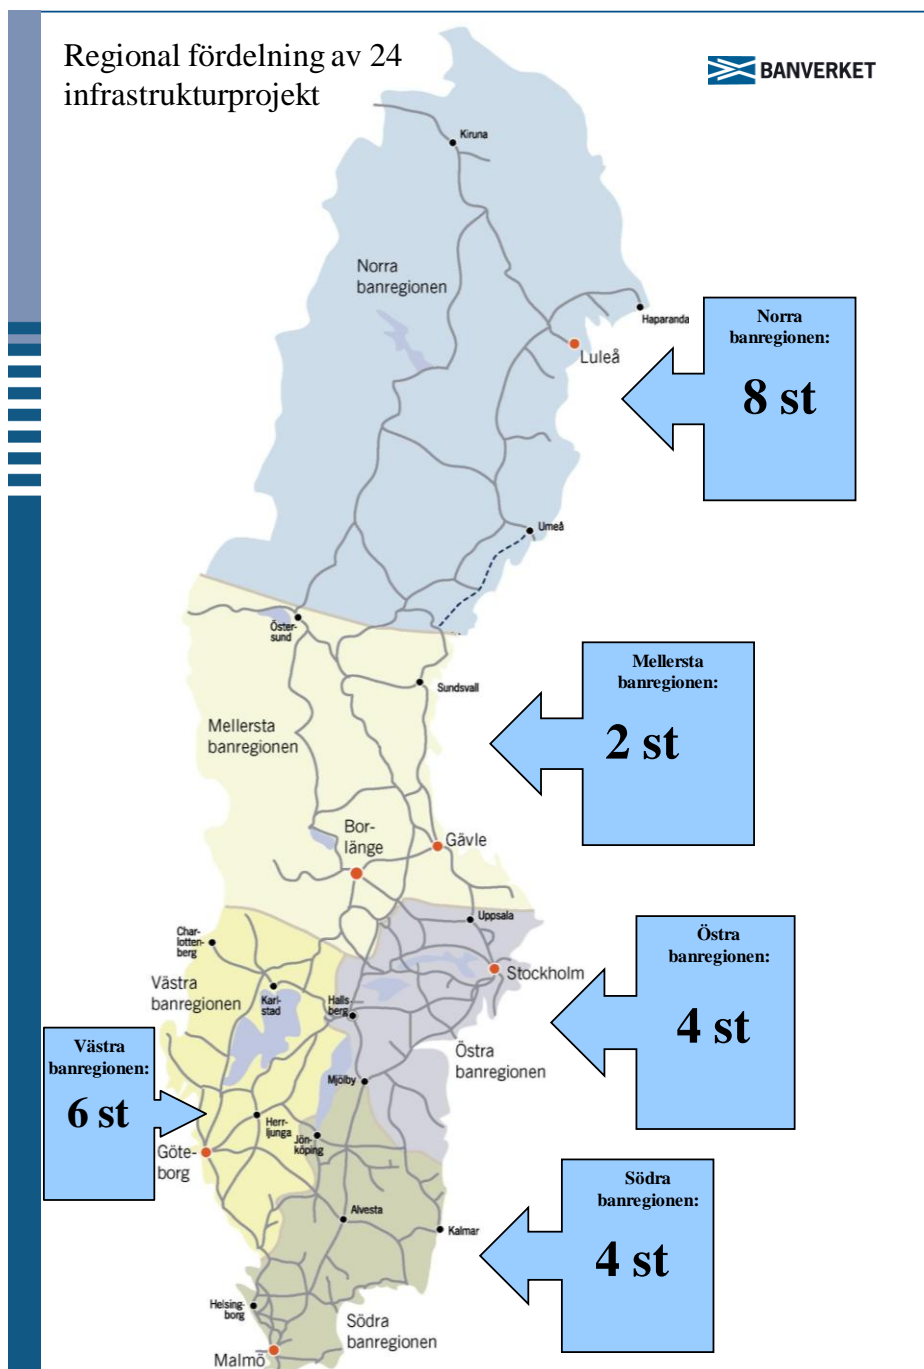 Regional fördelning av 24
infrastrukturprojekt
BANVERKET
Kiruna
Norra
banregionen
Haparanda
Luleå
Norra
banregionen:
8 st
Umeå
Öster-
sund
Sundsvall
Mellersta
banregionen:
2 st
Mellersta
banregionen
Bor-
länge
Gävle
Uppsala
Char-
lotten-
berg
Östra
banregionen:
4 st
Stockholm
Västra
banregionen
Karl-
stad
Halls-
berg
Östra
banregionen
Västra
banregionen:
6 st
Mjölby
Herr-
ljunga
Jön-
köping
Göte-
borg
Södra
banregionen:
4 st
Alvesta
Kalmar
Helsing-
borg
Södra
banregionen
Malmö